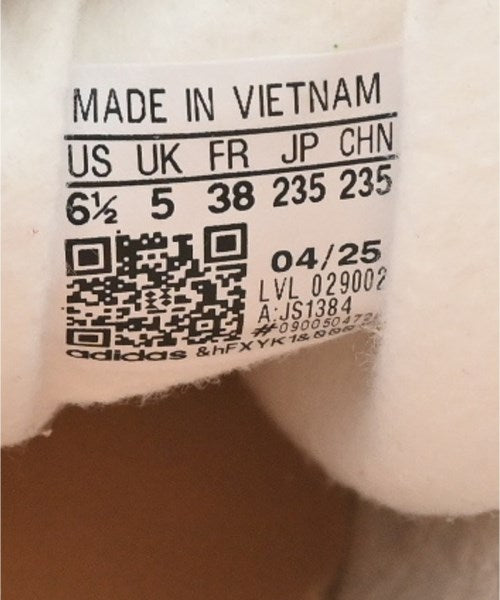 MADE IN VIETNAM
US UK FR JP CHN
6½ 5 38 235 235
04/25
LVL 029002
A:JS1384
adidas